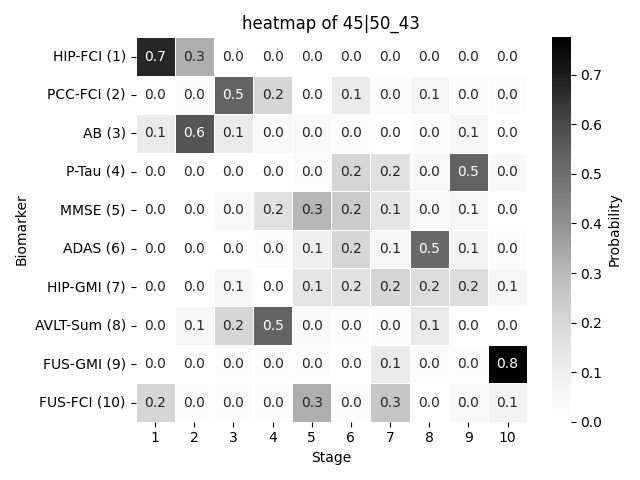 heatmap of 45|50_43
HIP-FCI (1) 0.7 0.3 0.0 0.0 0.0 0.0 0.0 0.0 0.0 0.0
PCC-FCI (2) 0.0 0.0 0.5 0.2 0.0 0.1 0.0 0.1 0.0 0.0
AB (3) 0.1 0.6 0.1 0.0 0.0 0.0 0.0 0.0 0.1 0.0
P-Tau (4) 0.0 0.0 0.0 0.0 0.0 0.2 0.2 0.0 0.5 0.0
MMSE (5) 0.0 0.0 0.0 0.2 0.3 0.2 0.1 0.0 0.1 0.0
ADAS (6) 0.0 0.0 0.0 0.0 0.1 0.2 0.1 0.5 0.1 0.0
HIP-GMI (7) 0.0 0.0 0.1 0.0 0.1 0.2 0.2 0.2 0.2 0.1
AVLT-Sum (8) 0.0 0.1 0.2 0.5 0.0 0.0 0.0 0.1 0.0 0.0
FUS-GMI (9) 0.0 0.0 0.0 0.0 0.0 0.0 0.1 0.0 0.0 0.8
FUS-FCI (10) 0.2 0.0 0.0 0.0 0.3 0.0 0.3 0.0 0.0 0.1
1 2 3 4 5 6 7 8 9 10
Stage
Biomarker
0.7
0.6
0.5
0.4
0.3
0.2
0.1
0.0
Probability